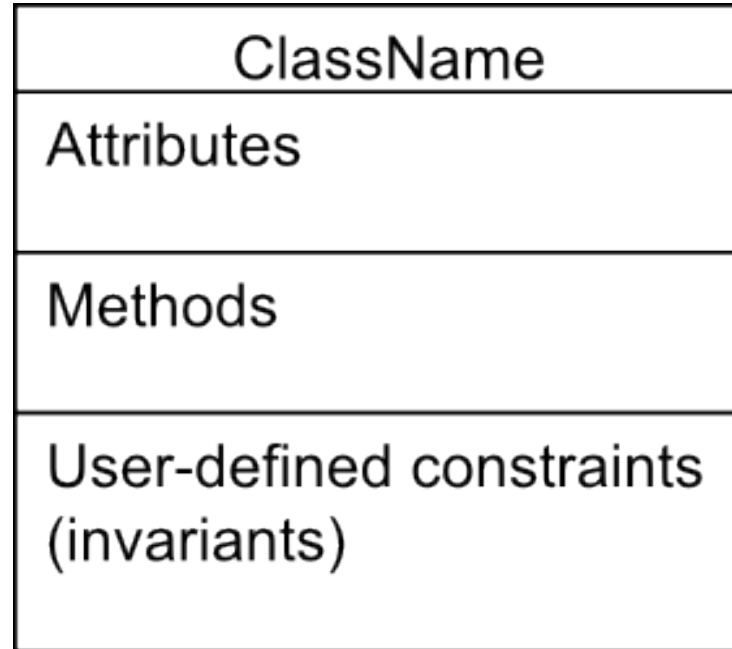 ClassName
Attributes
Methods
User-defined constraints
(invariants)